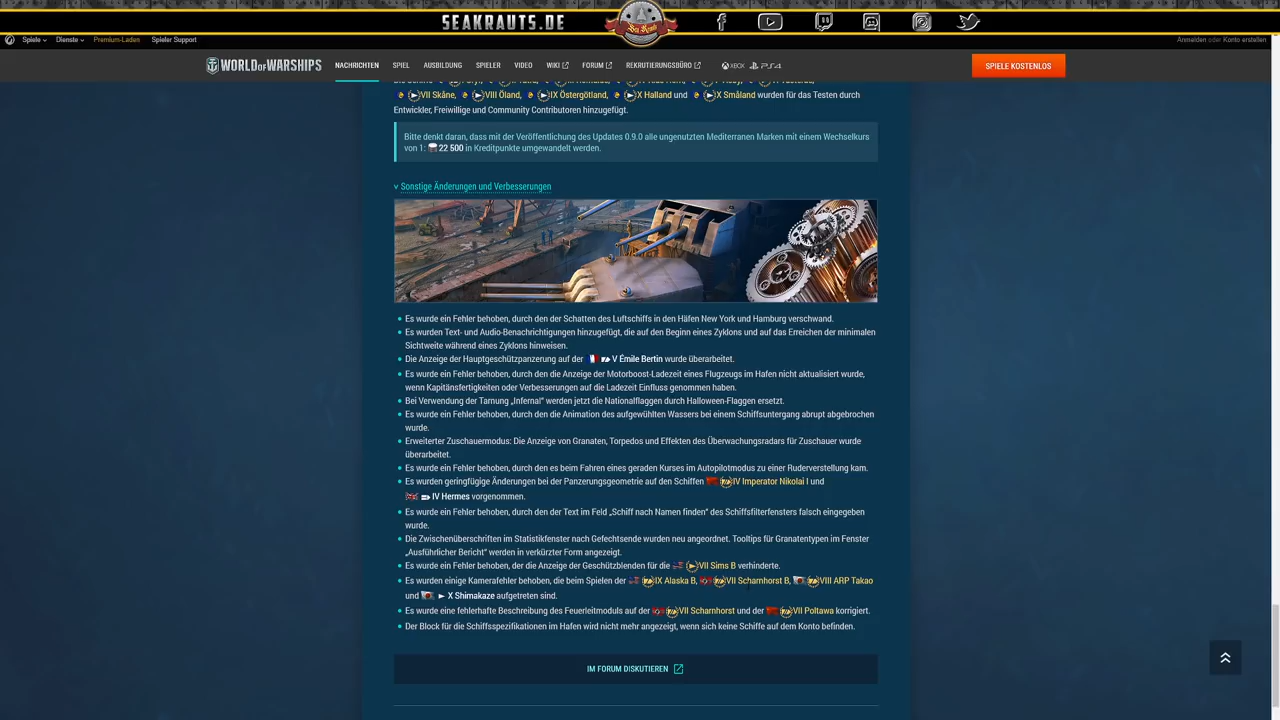 SEAKRAUTS.DE
Spiele Dienste Premium-Laden Spieler Support Anmelden oder Konto erstellen
WORLD OF WARSHIPS NACHRICHTEN SPIEL AUSBILDUNG SPIELER VIDEO WIKI FORUM REKRUTIERUNGSBÜRO XBOX PS4 SPIELE KOSTENLOS
VII Skåne, VIII Öland, IX Östergötland, X Halland und X Småland wurden für das Testen durch
Entwickler, Freiwillige und Community Contributoren hinzugefügt.
Bitte denkt daran, dass mit der Veröffentlichung des Updates 0.9.0 alle ungenutzten Mediterranen Marken mit einem Wechselkurs
von 1: 22 500 in Kreditpunkte umgewandelt werden.
Sonstige Änderungen und Verbesserungen
Es wurde ein Fehler behoben, durch den der Schatten des Luftschiffs in den Häfen New York und Hamburg verschwand.
Es wurden Text- und Audio-Benachrichtigungen hinzugefügt, die auf den Beginn eines Zyklons und auf das Erreichen der minimalen
Sichtweite während eines Zyklons hinweisen.
Die Anzeige der Hauptgeschützpanzerung auf der V Émile Bertin wurde überarbeitet.
Es wurde ein Fehler behoben, durch den die Anzeige der Motorboost-Ladezeit eines Flugzeugs im Hafen nicht aktualisiert wurde,
wenn Kapitänsfertigkeiten oder Verbesserungen auf die Ladezeit Einfluss genommen haben.
Bei Verwendung der Tarnung „Infernal“ werden jetzt die Nationalflaggen durch Halloween-Flaggen ersetzt.
Es wurde ein Fehler behoben, durch den die Animation des aufgewühlten Wassers bei einem Schiffsuntergang abrupt abgebrochen
wurde.
Erweiterter Zuschauermodus: Die Anzeige von Granaten, Torpedos und Effekten des Überwachungsradars für Zuschauer wurde
überarbeitet.
Es wurde ein Fehler behoben, durch den es beim Fahren eines geraden Kurses im Autopilotmodus zu einer Ruderverstellung kam.
Es wurden geringfügige Änderungen bei der Panzerungsgeometrie auf den Schiffen IV Imperator Nikolai I und
IV Hermes vorgenommen.
Es wurde ein Fehler behoben, durch den der Text im Feld „Schiff nach Namen finden“ des Schiffsfilterfensters falsch eingegeben
wurde.
Die Zwischenüberschriften im Statistikfenster nach Gefechtsende wurden neu angeordnet. Tooltips für Granatentypen im Fenster
„Ausführlicher Bericht“ werden in verkürzter Form angezeigt.
Es wurde ein Fehler behoben, der die Anzeige der Geschützblenden für die VII Sims B verhinderte.
Es wurden einige Kamerafehler behoben, die beim Spielen der IX Alaska B, VII Scharnhorst B, VIII ARP Takao
und X Shimakaze aufgetreten sind.
Es wurde eine fehlerhafte Beschreibung des Feuerleitmoduls auf der VII Scharnhorst und der VII Poltawa korrigiert.
Der Block für die Schiffsspezifikationen im Hafen wird nicht mehr angezeigt, wenn sich keine Schiffe auf dem Konto befinden.
IM FORUM DISKUTIEREN